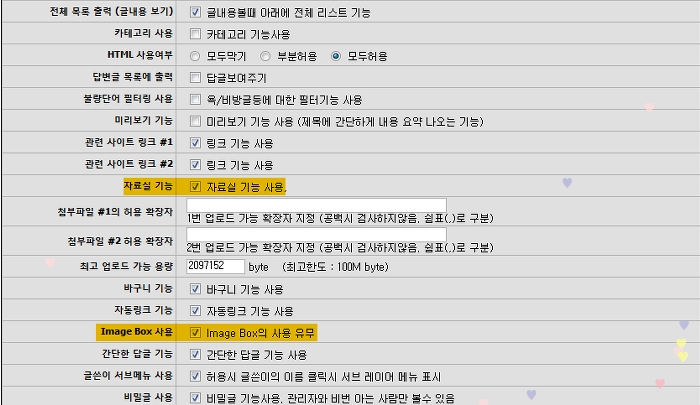 전체 목록 출력 (글내용 보기) 글내용볼때 아래에 전체 리스트 기능
카테고리 사용 카테고리 기능사용
HTML 사용여부 모두막기 부분허용 모두허용
답변글 목록에 출력 답글보며주기
불량단어 필터링 사용 욕/비방글등에 대한 필터기능 사용
미리보기 기능 미리보기 기능 사용 (제목에 간단하게 내용 요약 나오는 기능)
관련 사이트 링크 #1 링크 기능 사용
관련 사이트 링크 #2 링크 기능 사용
자료실 기능 자료실 기능 사용.
첨부파일 #1의 허용 확장자
1번 업로드 가능 확장자 지정 (공백시 검사하지않음, 쉼표(,)로 구분)
첨부파일 #2 허용 확장자
2번 업로드 가능 확장자 지정 (공백시 검사하지않음, 쉼표(,)로 구분)
최고 업로드 가능 용량 2097152 byte (최고한도 : 100M byte)
바구니 기능 바구니 기능 사용
자동링크 기능 자동링크 기능 사용
Image Box 사용 Image Box의 사용 유무
간단한 답글 기능 간단한 답글 기능 사용
글쓴이 서브메뉴 사용 허용시 글쓴이의 이름 클릭시 서브 레이어 메뉴 표시
비밀글 사용 비밀글 기능사용, 관리자와 비번 아는 사람만 볼수 있음